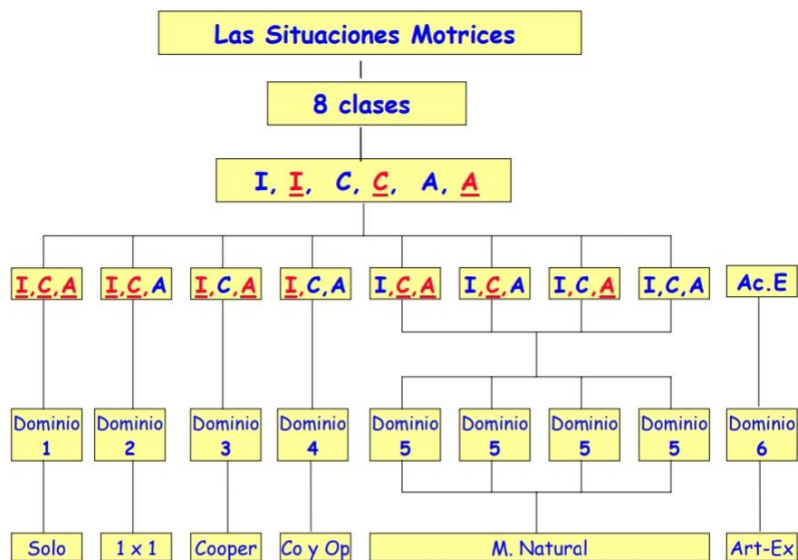 Las Situaciones Motrices
8 clases
I, I, C, C, A, A
I,C,A I,C,A I,C,A I,C,A I,C,A I,C,A I,C,A I,C,A Ac.E
Dominio Dominio Dominio Dominio Dominio Dominio Dominio Dominio Dominio
1 2 3 4 5 5 5 5 6
Solo 1 x 1 Cooper Co y Op M. Natural Art-Ex